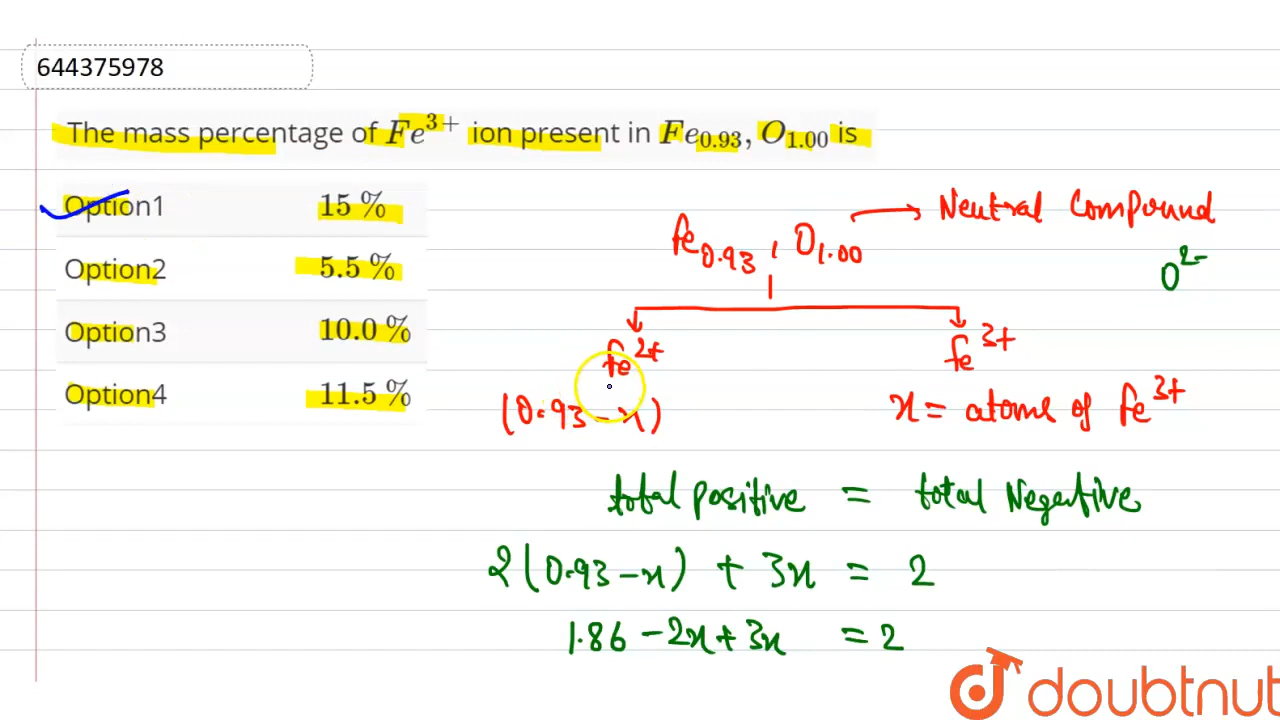 644375978
The mass percentage of Fe³⁺ ion present in Fe₀.₉₃, O₁.₀₀ is
Option1 15 %
Option2 5.5 %
Option3 10.0 %
Option4 11.5 %
Fe₀.₉₃ , O₁.₀₀ → Neutral Compound
O²⁻
Fe²⁺ Fe³⁺
(0.93 – x) x = atoms of Fe³⁺
total positive = total Negertive
2(0.93 – x) + 3x = 2
1.86 – 2x + 3x = 2
doubtnut